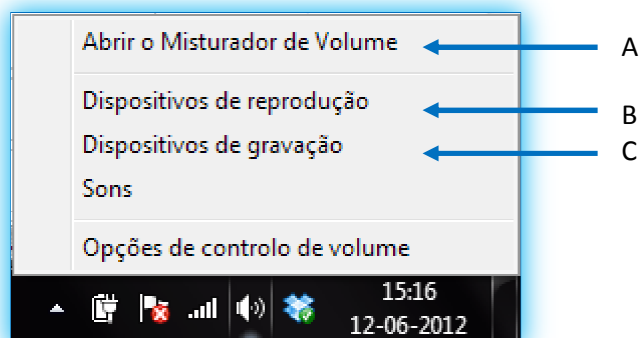 Abrir o Misturador de Volume
A
Dispositivos de reprodução
B
Dispositivos de gravação
C
Sons
Opções de controlo de volume
15:16
12-06-2012